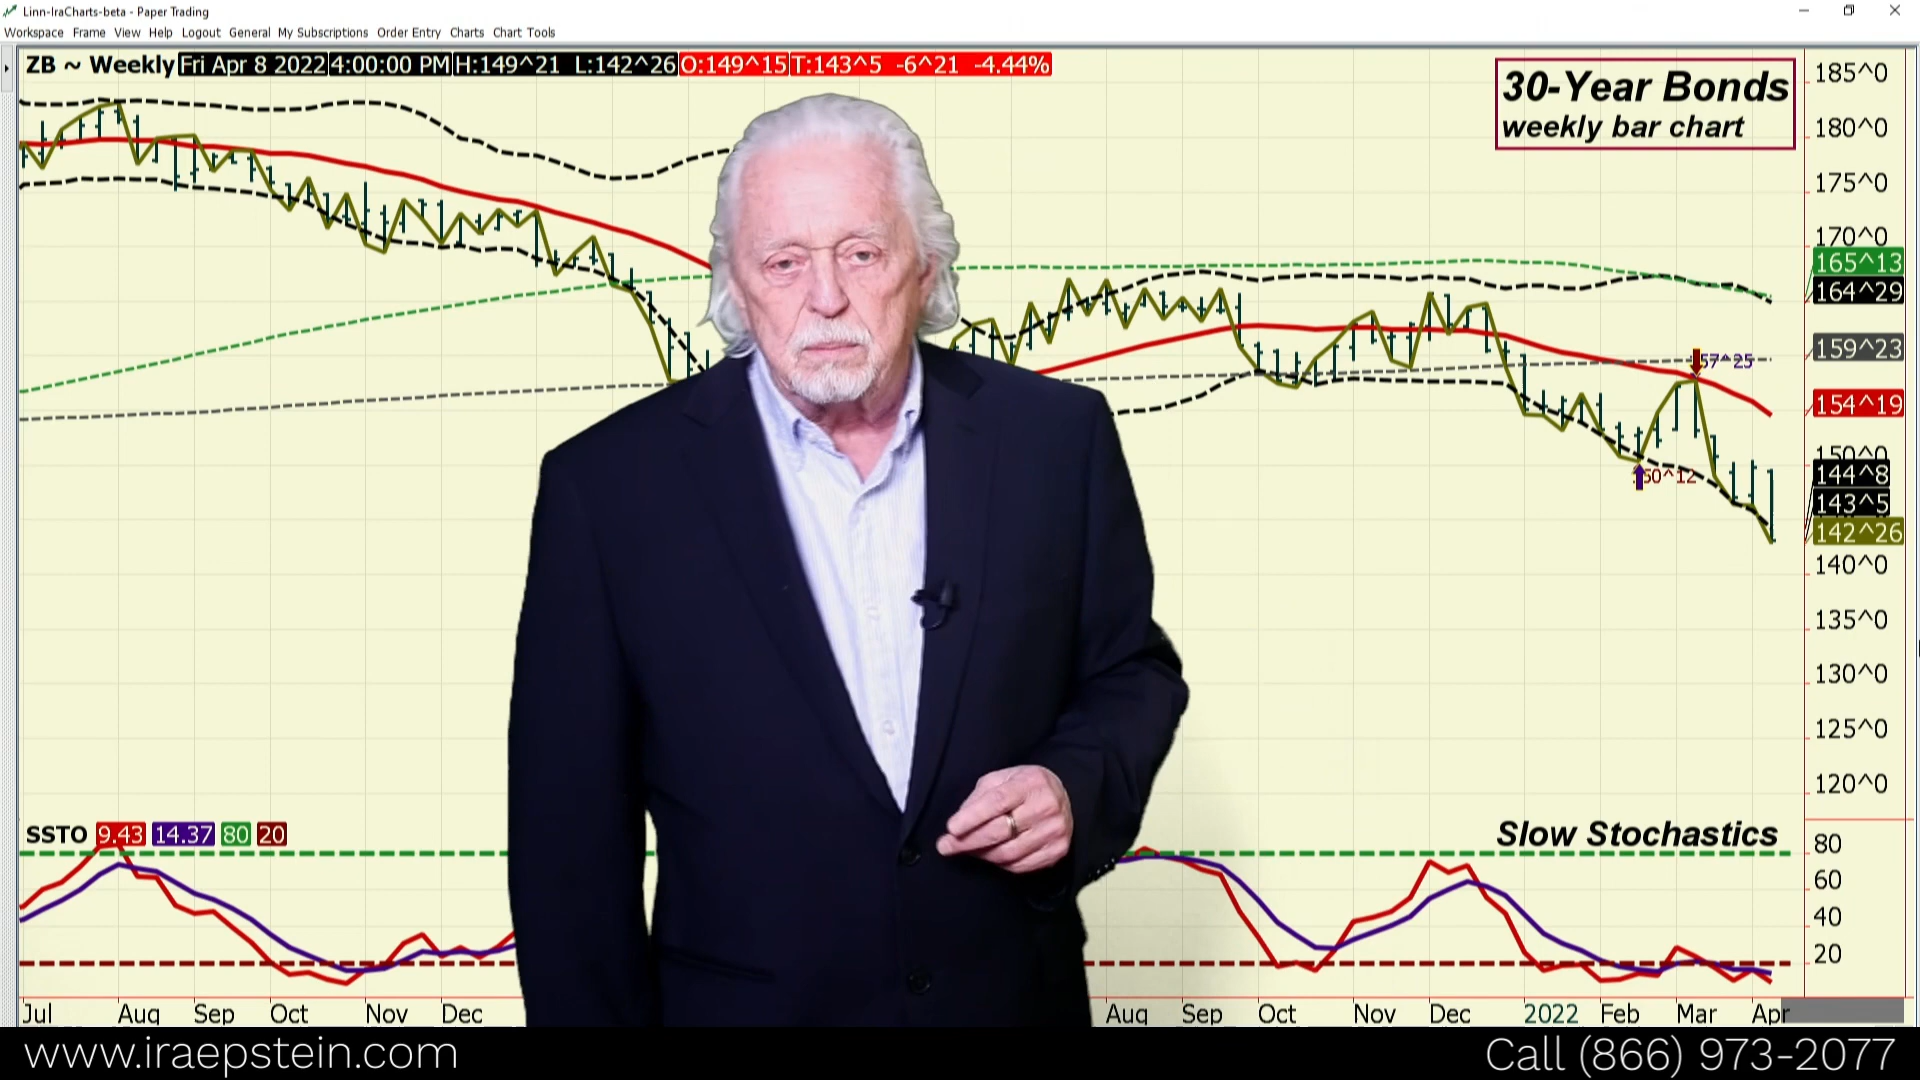 Linn-IraCharts-beta - Paper Trading
Workspace Frame View Help Logout General My Subscriptions Order Entry Charts Chart Tools
ZB ~ Weekly Fri Apr 8 2022 4:00:00 PM H:149^21 L:142^26 O:149^15 T:143^5 -6^21 -4.44%
30-Year Bonds
weekly bar chart
185^0
180^0
175^0
170^0
165^13
164^29
159^23
57^25
154^19
150^0
50^12
144^8
143^5
142^26
140^0
135^0
130^0
125^0
120^0
SSTO 9.43 14.37 80 20
Slow Stochastics
80
60
40
20
Jul Aug Sep Oct Nov Dec Aug Sep Oct Nov Dec 2022 Feb Mar Apr
www.iraepstein.com
Call (866) 973-2077